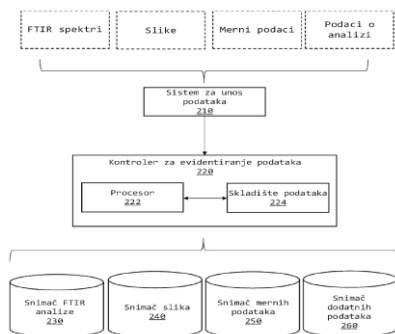 FTIR spektri
Slike
Merni podaci
Podaci o
analizi
Sistem za unos
podataka
210
Kontroler za evidentiranje podataka
220
Procesor
222
Skladište podataka
224
Snimač FTIR
analize
230
Snimač slika
240
Snimač mernih
podataka
250
Snimač
dodatnih
podataka
260